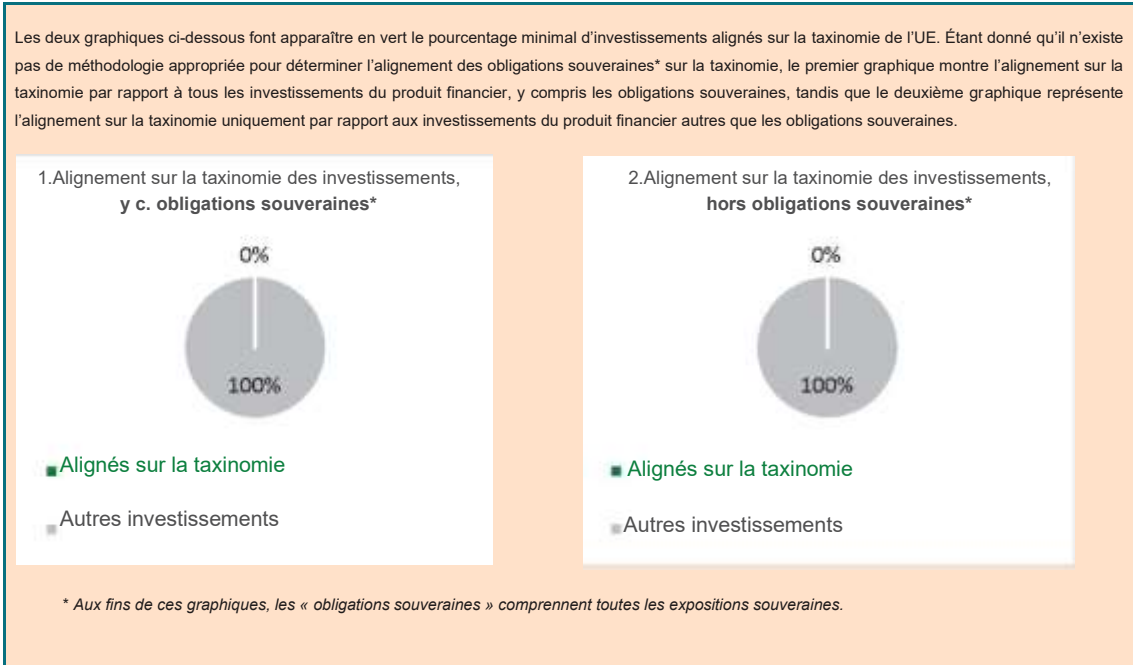 Les deux graphiques ci-dessous font apparaître en vert le pourcentage minimal d’investissements alignés sur la taxinomie de l’UE. Étant donné qu’il n’existe
pas de méthodologie appropriée pour déterminer l’alignement des obligations souveraines* sur la taxinomie, le premier graphique montre l’alignement sur la
taxinomie par rapport à tous les investissements du produit financier, y compris les obligations souveraines, tandis que le deuxième graphique représente
l’alignement sur la taxinomie uniquement par rapport aux investissements du produit financier autres que les obligations souveraines.
1.Alignement sur la taxinomie des investissements,
y c. obligations souveraines*
0%
100%
Alignés sur la taxinomie
Autres investissements
2.Alignement sur la taxinomie des investissements,
hors obligations souveraines*
0%
100%
Alignés sur la taxinomie
Autres investissements
* Aux fins de ces graphiques, les « obligations souveraines » comprennent toutes les expositions souveraines.